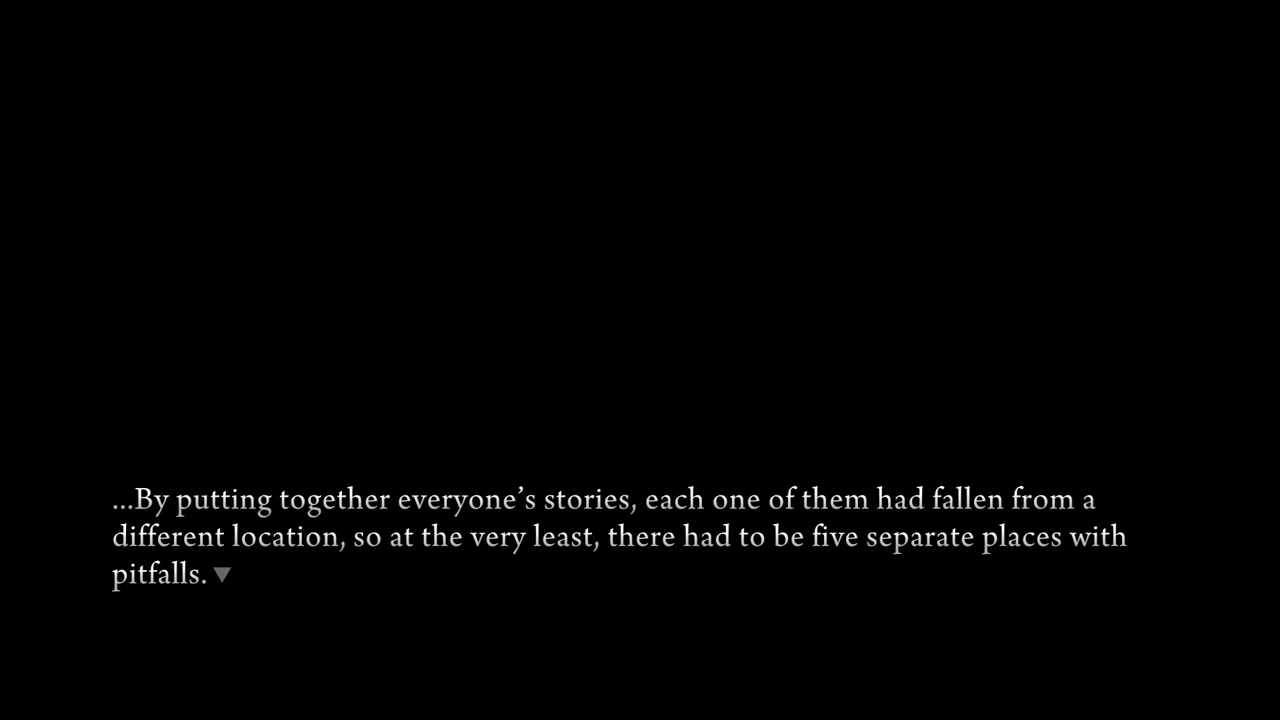 ...By putting together everyone’s stories, each one of them had fallen from a
different location, so at the very least, there had to be five separate places with
pitfalls.